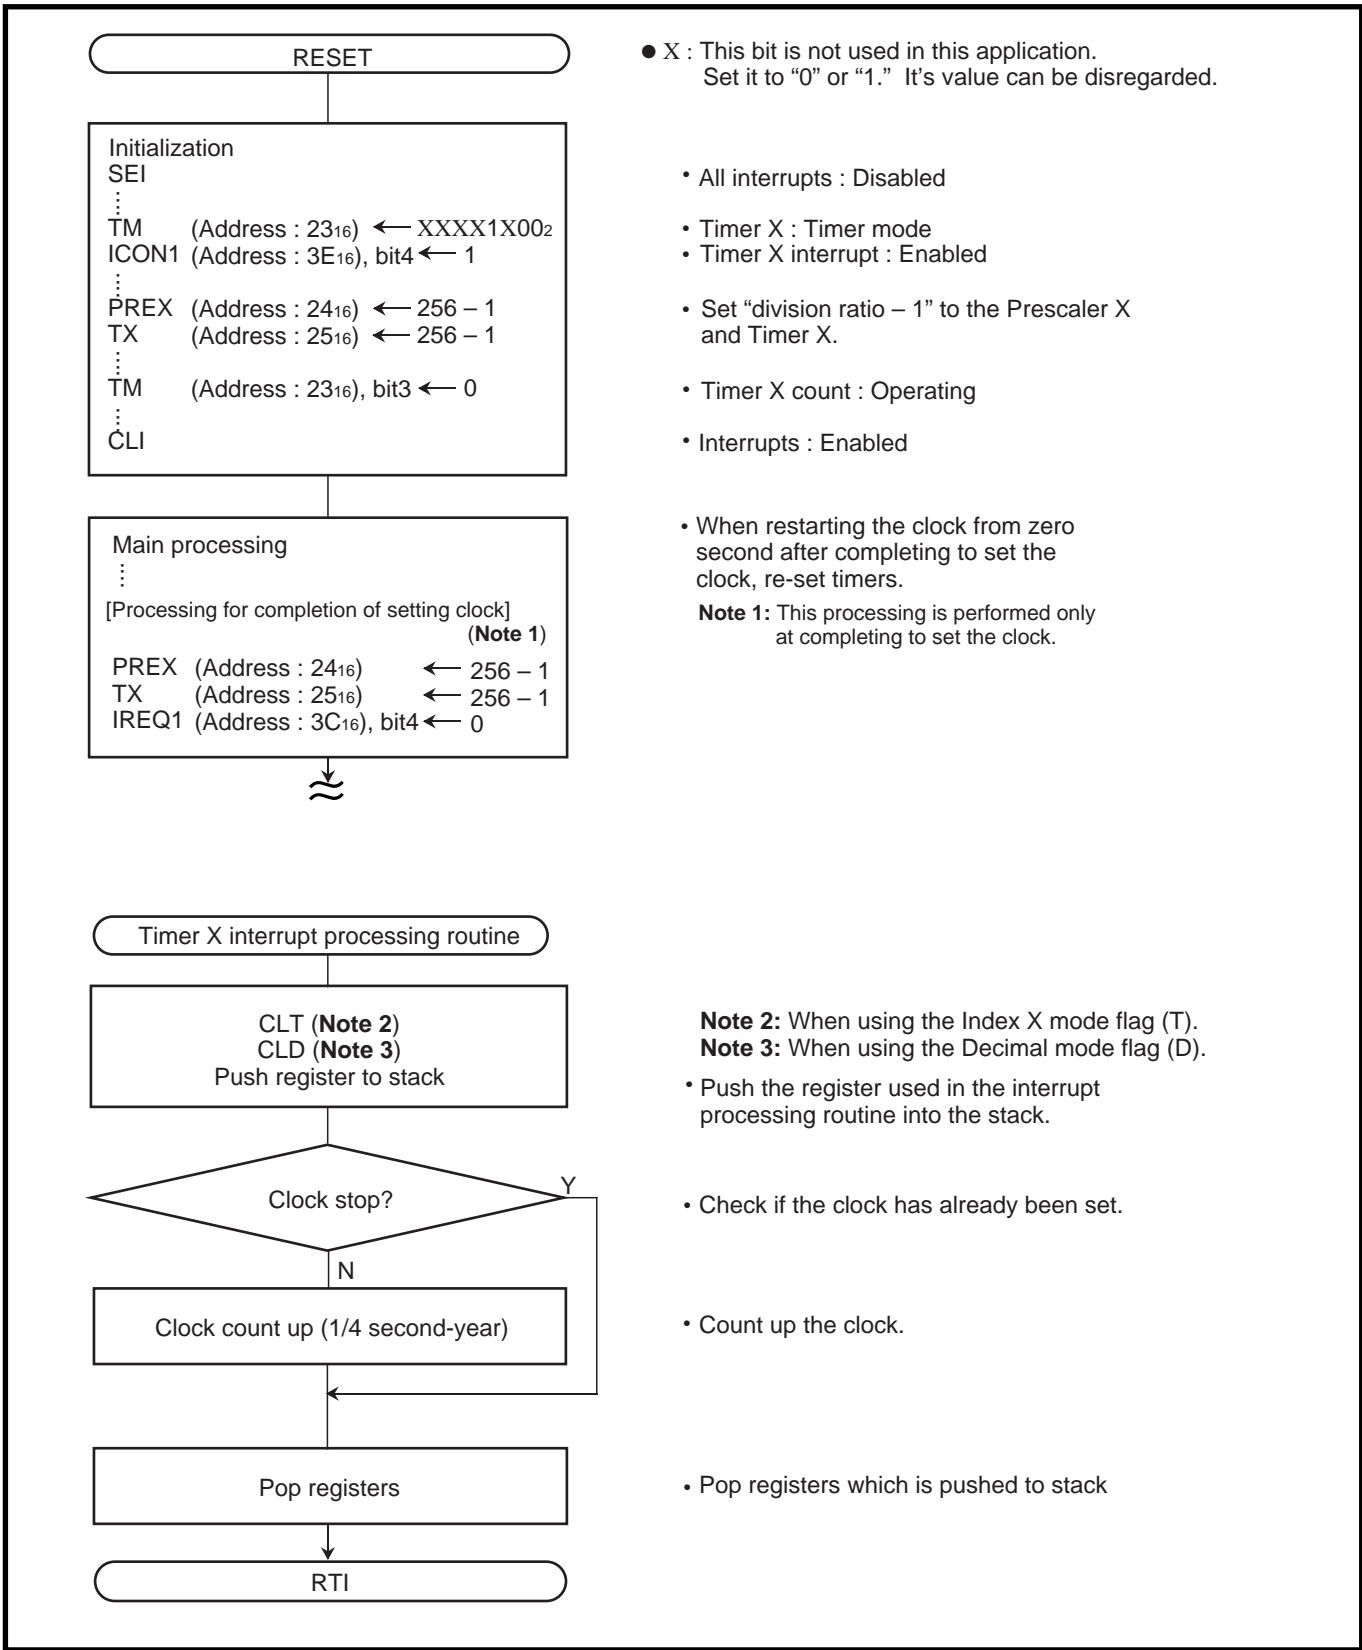 RESET
● X : This bit is not used in this application.
Set it to “0” or “1.” It’s value can be disregarded.
Initialization
SEI
• All interrupts : Disabled
TM (Address : 2316) ← XXXX1X002
• Timer X : Timer mode
ICON1 (Address : 3E16), bit4 ← 1
• Timer X interrupt : Enabled
PREX (Address : 2416) ← 256 – 1
• Set “division ratio – 1” to the Prescaler X
TX (Address : 2516) ← 256 – 1
and Timer X.
TM (Address : 2316), bit3 ← 0
• Timer X count : Operating
CLI
• Interrupts : Enabled
Main processing
[Processing for completion of setting clock]
(Note 1)
PREX (Address : 2416) ← 256 – 1
TX (Address : 2516) ← 256 – 1
IREQ1 (Address : 3C16), bit4 ← 0
• When restarting the clock from zero
second after completing to set the
clock, re-set timers.
Note 1: This processing is performed only
at completing to set the clock.
Timer X interrupt processing routine
CLT (Note 2)
CLD (Note 3)
Push register to stack
Note 2: When using the Index X mode flag (T).
Note 3: When using the Decimal mode flag (D).
• Push the register used in the interrupt
processing routine into the stack.
Clock stop?
Y
N
• Check if the clock has already been set.
Clock count up (1/4 second-year)
• Count up the clock.
Pop registers
• Pop registers which is pushed to stack
RTI